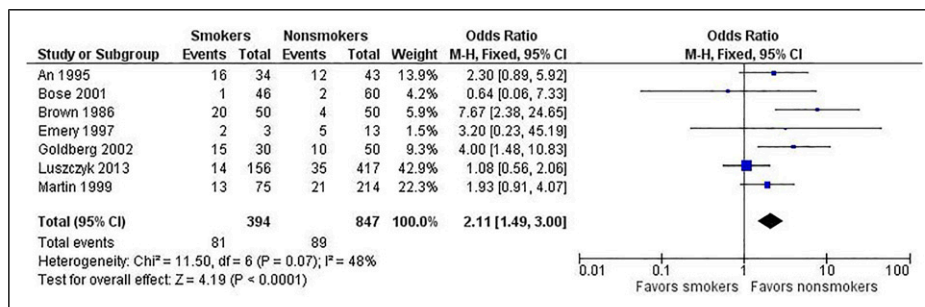 Smokers Nonsmokers Odds Ratio Odds Ratio
Study or Subgroup Events Total Events Total Weight M-H, Fixed, 95% CI M-H, Fixed, 95% CI
An 1995 16 34 12 43 13.9% 2.30 [0.89, 5.92]
Bose 2001 1 46 2 60 4.2% 0.64 [0.06, 7.33]
Brown 1986 20 50 4 50 5.9% 7.67 [2.38, 24.65]
Emery 1997 2 3 5 13 1.5% 3.20 [0.23, 45.19]
Goldberg 2002 15 30 10 50 9.3% 4.00 [1.48, 10.83]
Luszczyk 2013 14 156 35 417 42.9% 1.08 [0.56, 2.06]
Martin 1999 13 75 21 214 22.3% 1.93 [0.91, 4.07]
Total (95% CI) 394 847 100.0% 2.11 [1.49, 3.00]
Total events 81 89
Heterogeneity: Chi² = 11.50, df = 6 (P = 0.07); I² = 48%
Test for overall effect: Z = 4.19 (P < 0.0001)
0.01 0.1 1 10 100
Favors smokers Favors nonsmokers